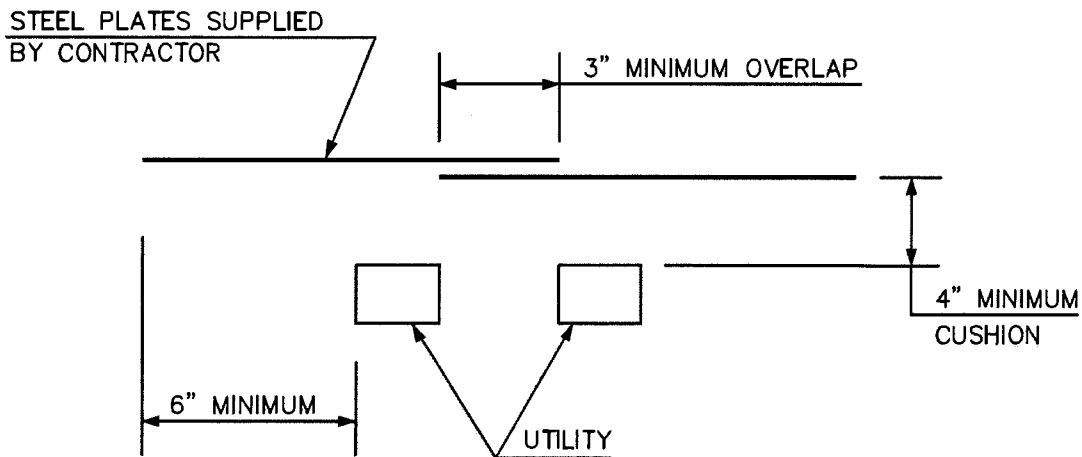 STEEL PLATES SUPPLIED
BY CONTRACTOR
3" MINIMUM OVERLAP
4" MINIMUM
CUSHION
6" MINIMUM
UTILITY